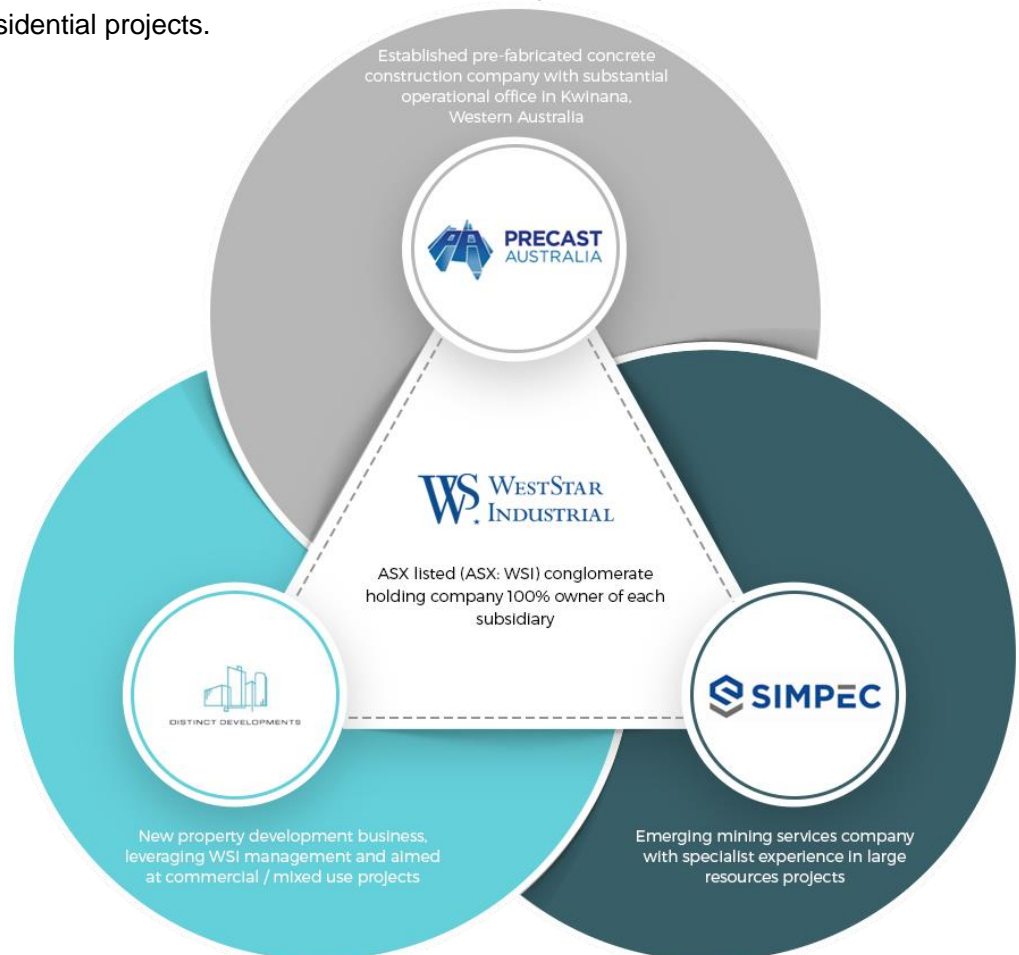 sidential projects.
Established pre-fabricated concrete
construction company with substantial
operational office in Kwinana,
Western Australia
PRECAST
AUSTRALIA
WS. WESTSTAR
INDUSTRIAL
ASX listed (ASX: WSI) conglomerate
holding company 100% owner of each
subsidiary
DISTINCT DEVELOPMENTS
SIMPEC
New property development business,
leveraging WSI management and aimed
at commercial / mixed use projects
Emerging mining services company
with specialist experience in large
resources projects